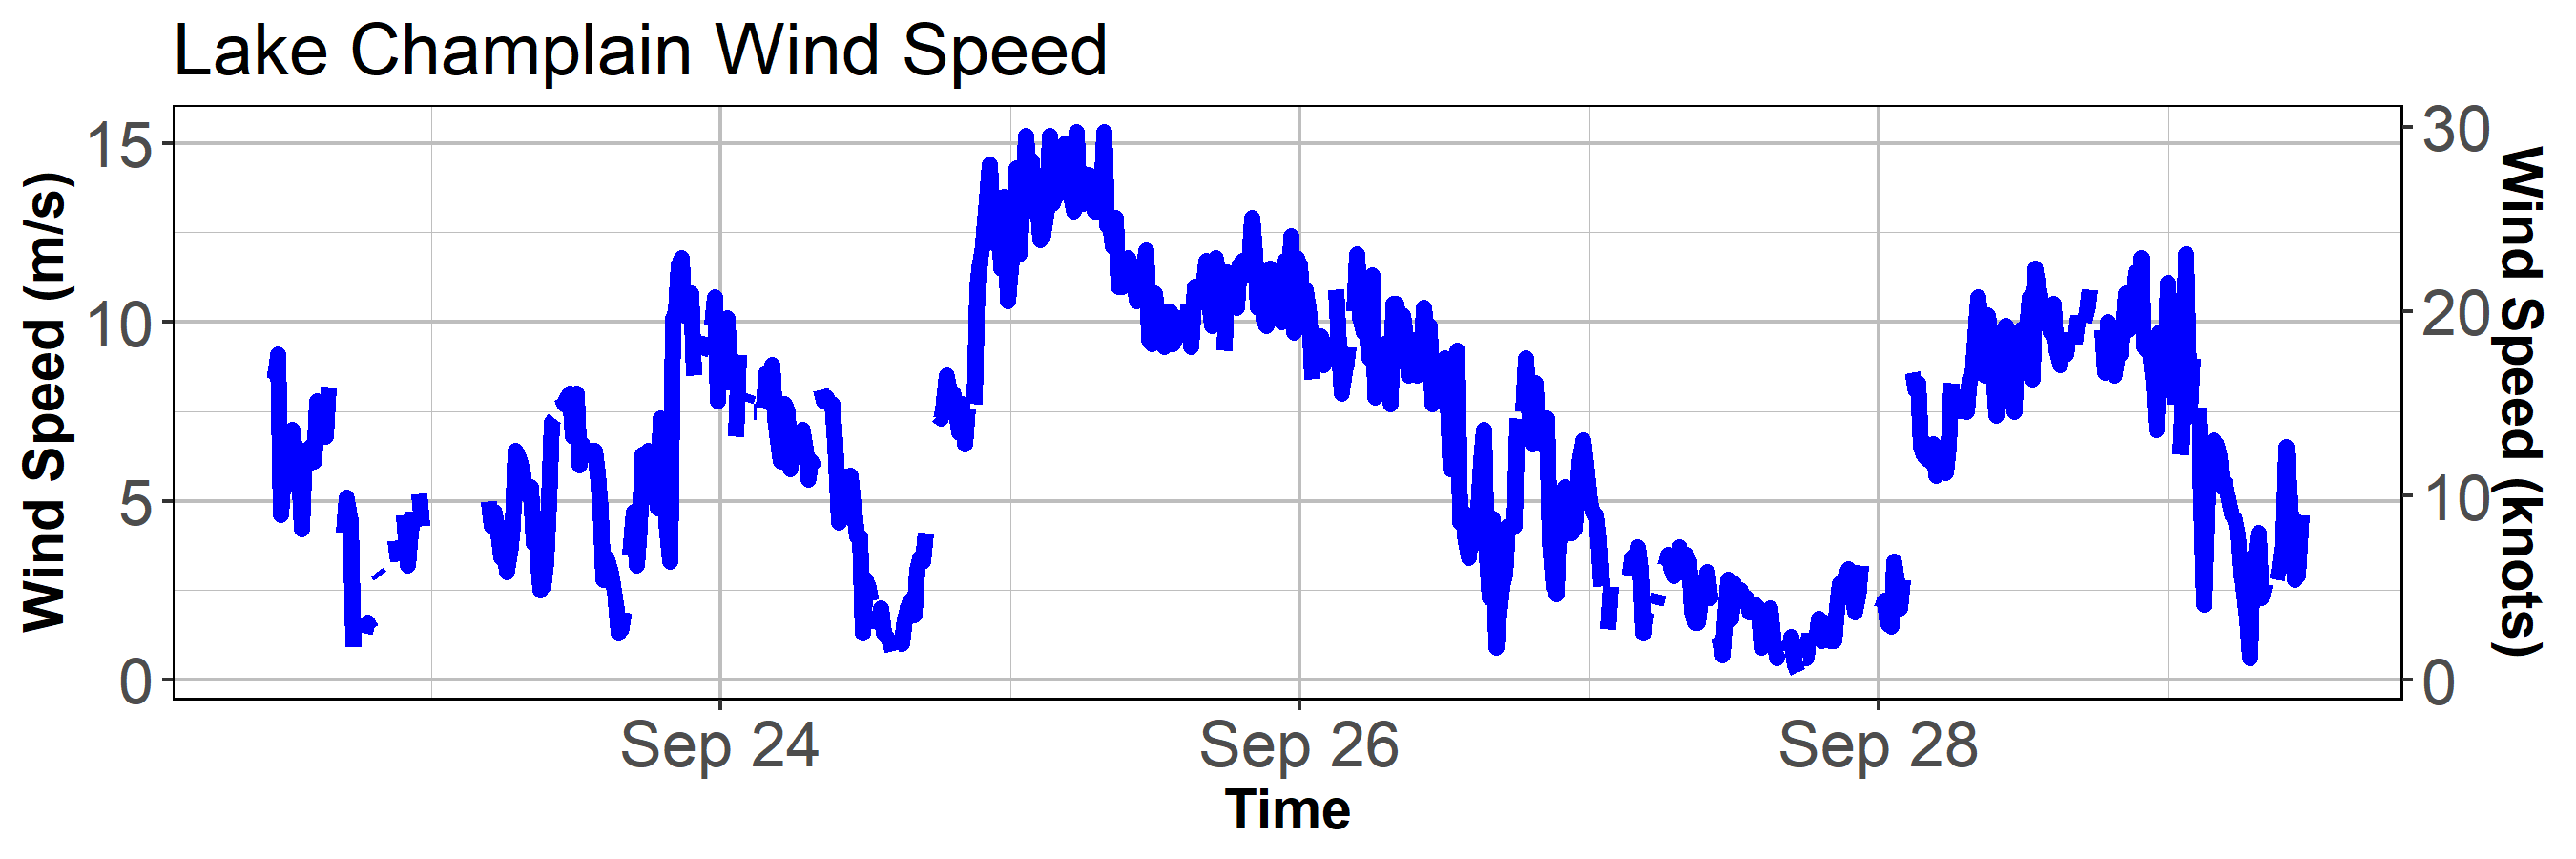 Lake Champlain Wind Speed
Wind Speed (m/s)
15
10
5
0
30
20
10
0
Wind Speed (knots)
Sep 24
Sep 26
Sep 28
Time